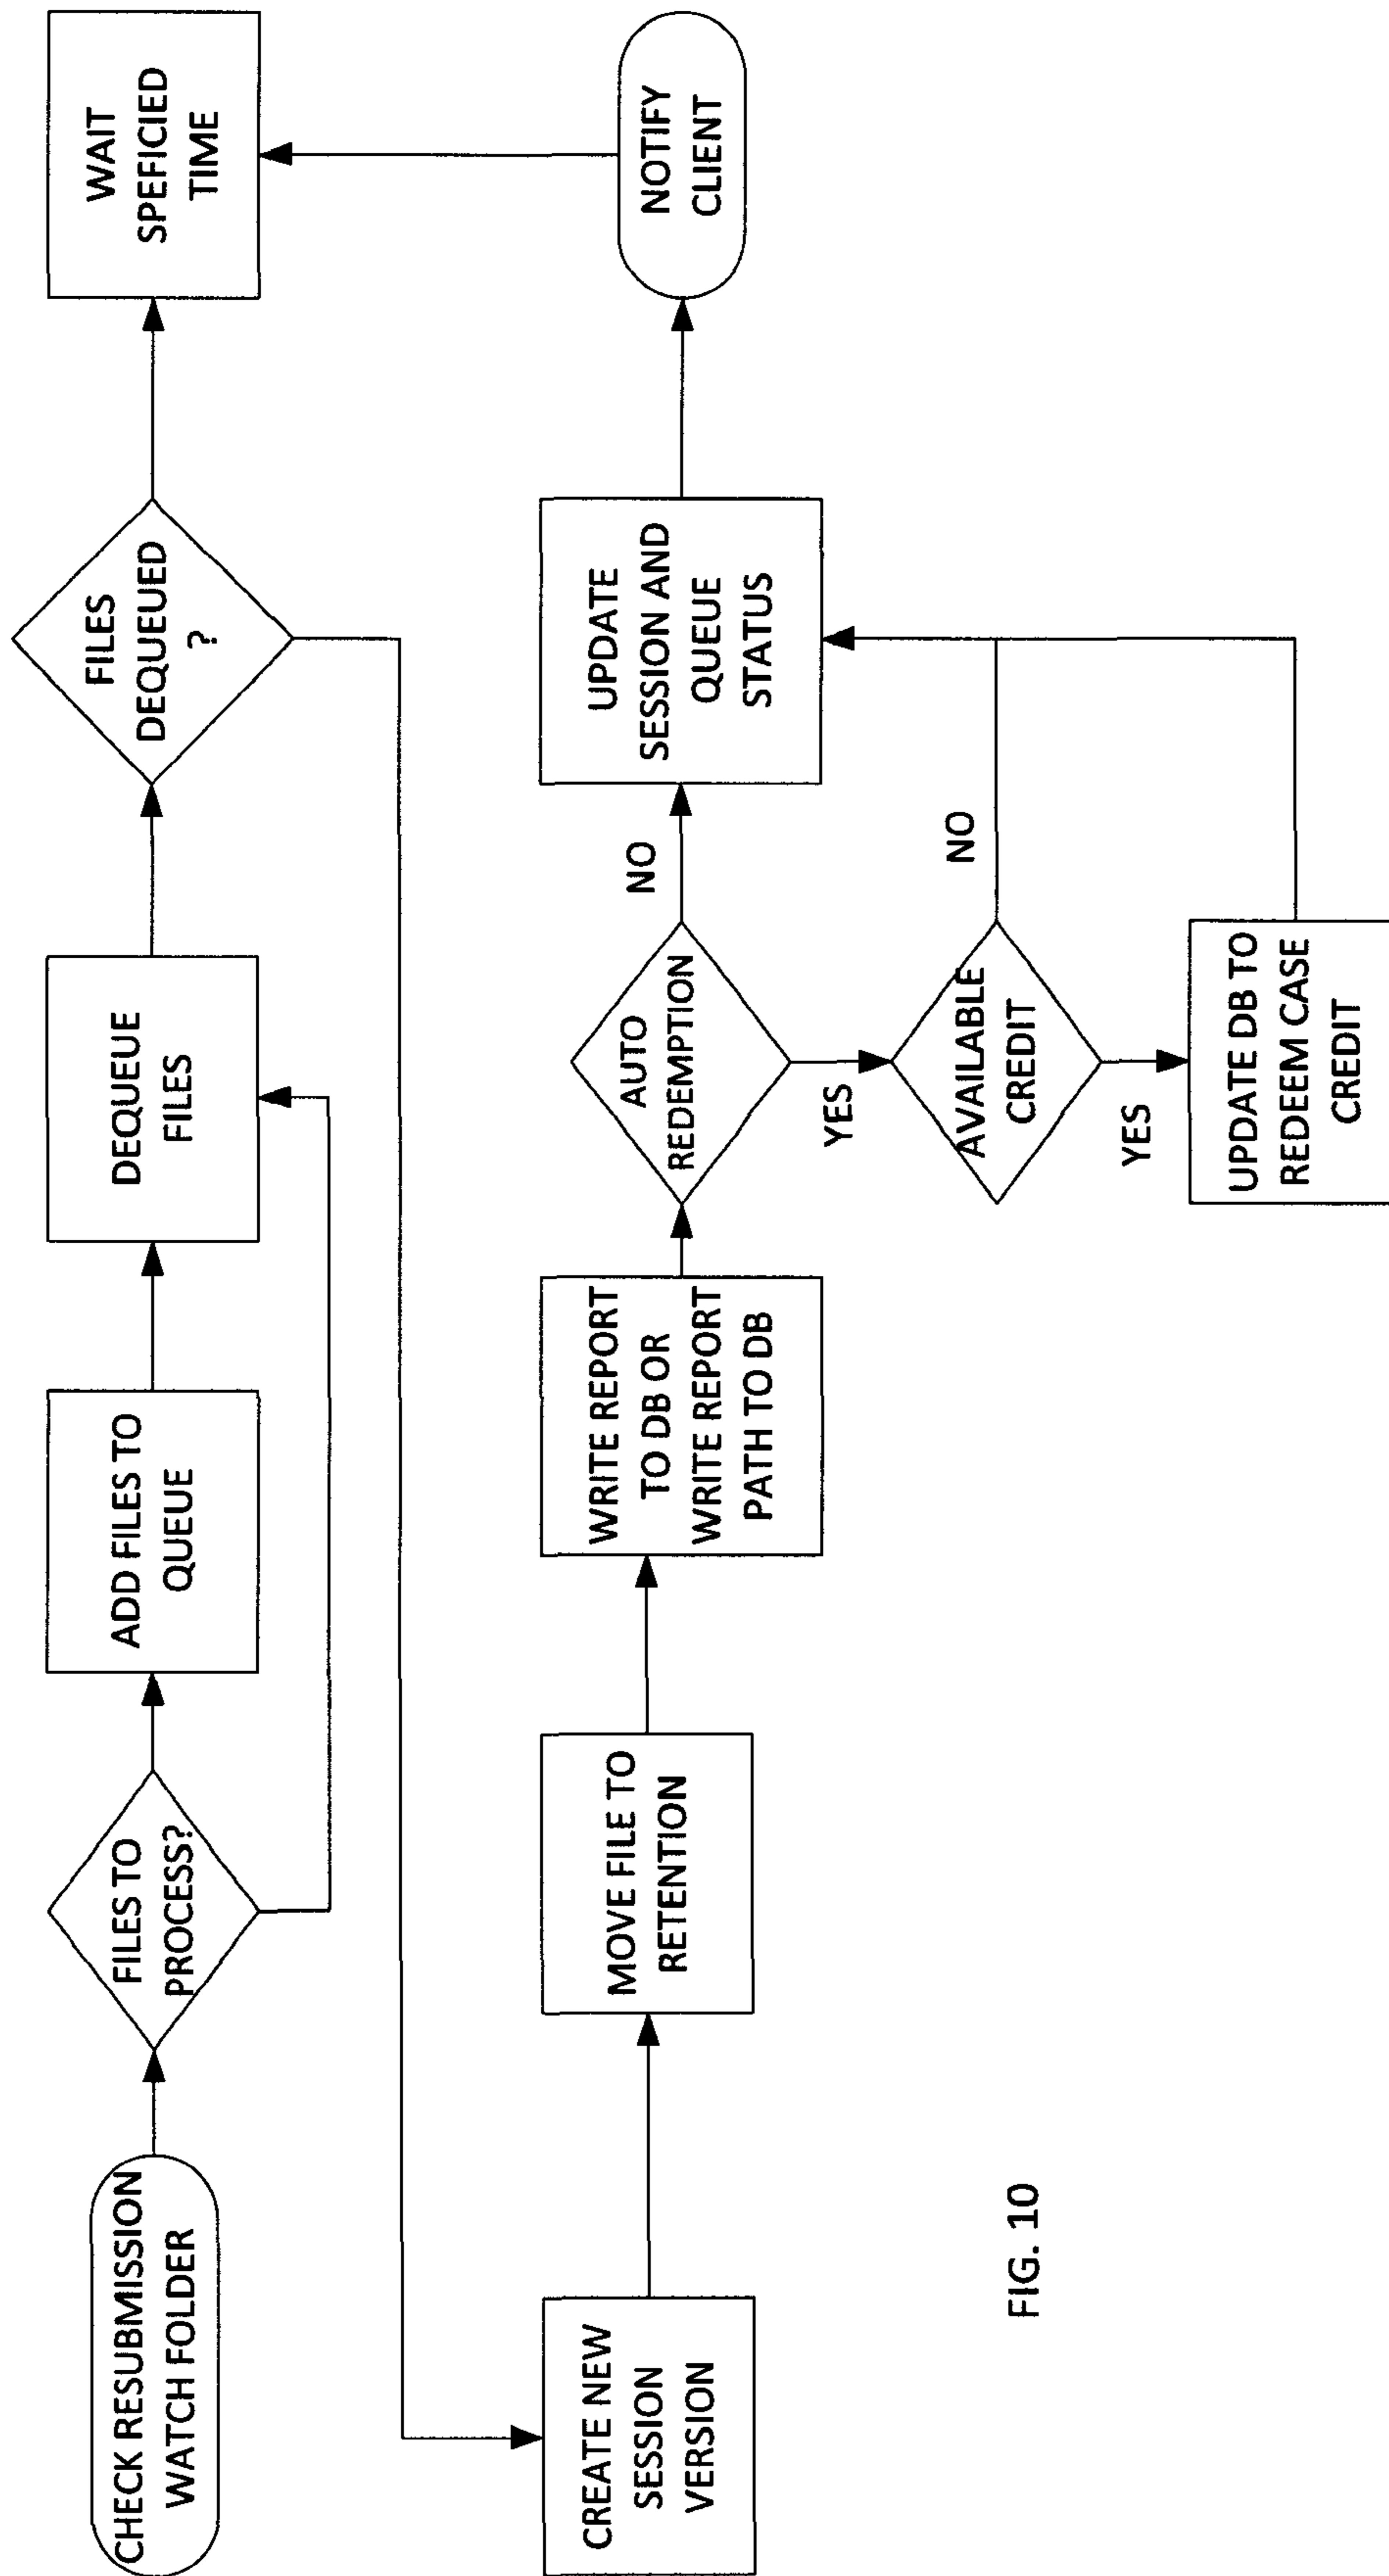 CHECK RESUBMISSION
WATCH FOLDER
FILES TO
PROCESS?
ADD FILES TO
QUEUE
DEQUEUE
FILES
FILES
DEQUEUED
?
WAIT
SPEFICIED
TIME
CREATE NEW
SESSION
VERSION
MOVE FILE TO
RETENTION
WRITE REPORT
TO DB OR
WRITE REPORT
PATH TO DB
AUTO
REDEMPTION
NO
UPDATE
SESSION AND
QUEUE
STATUS
NOTIFY
CLIENT
YES
AVAILABLE
CREDIT
NO
YES
UPDATE DB TO
REDEEM CASE
CREDIT
FIG. 10